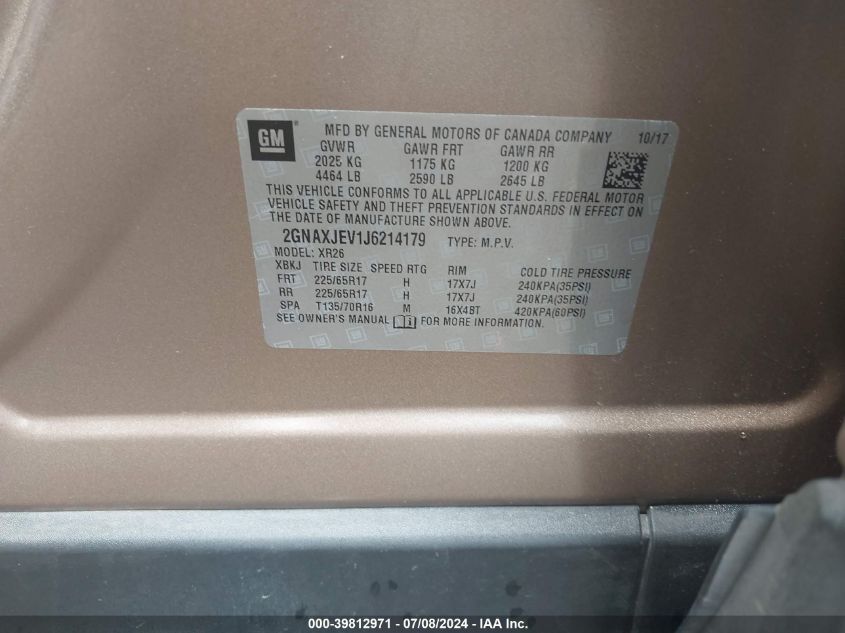 GM ® MFD BY GENERAL MOTORS OF CANADA COMPANY 10/17
GVWR GAWR FRT GAWR RR
2025 KG 1175 KG 1200 KG
4464 LB 2590 LB 2645 LB
THIS VEHICLE CONFORMS TO ALL APPLICABLE U.S. FEDERAL MOTOR
VEHICLE SAFETY AND THEFT PREVENTION STANDARDS IN EFFECT ON
THE DATE OF MANUFACTURE SHOWN ABOVE.
2GNAXJEV1J6214179 TYPE: M.P.V.
MODEL: XR26
XBKJ TIRE SIZE SPEED RTG RIM COLD TIRE PRESSURE
FRT 225/65R17 H 17X7J 240KPA(35PSI)
RR 225/65R17 H 17X7J 240KPA(35PSI)
SPA T135/70R16 M 16X4BT 420KPA(60PSI)
SEE OWNER'S MANUAL FOR MORE INFORMATION.
000-39812971 - 07/08/2024 - IAA Inc.